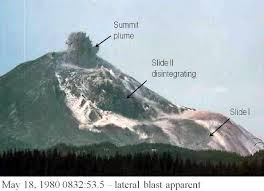 Summit
plume
Slide II
disintegrating
Slide I
May 18, 1980 0832:53.5 – lateral blast apparent